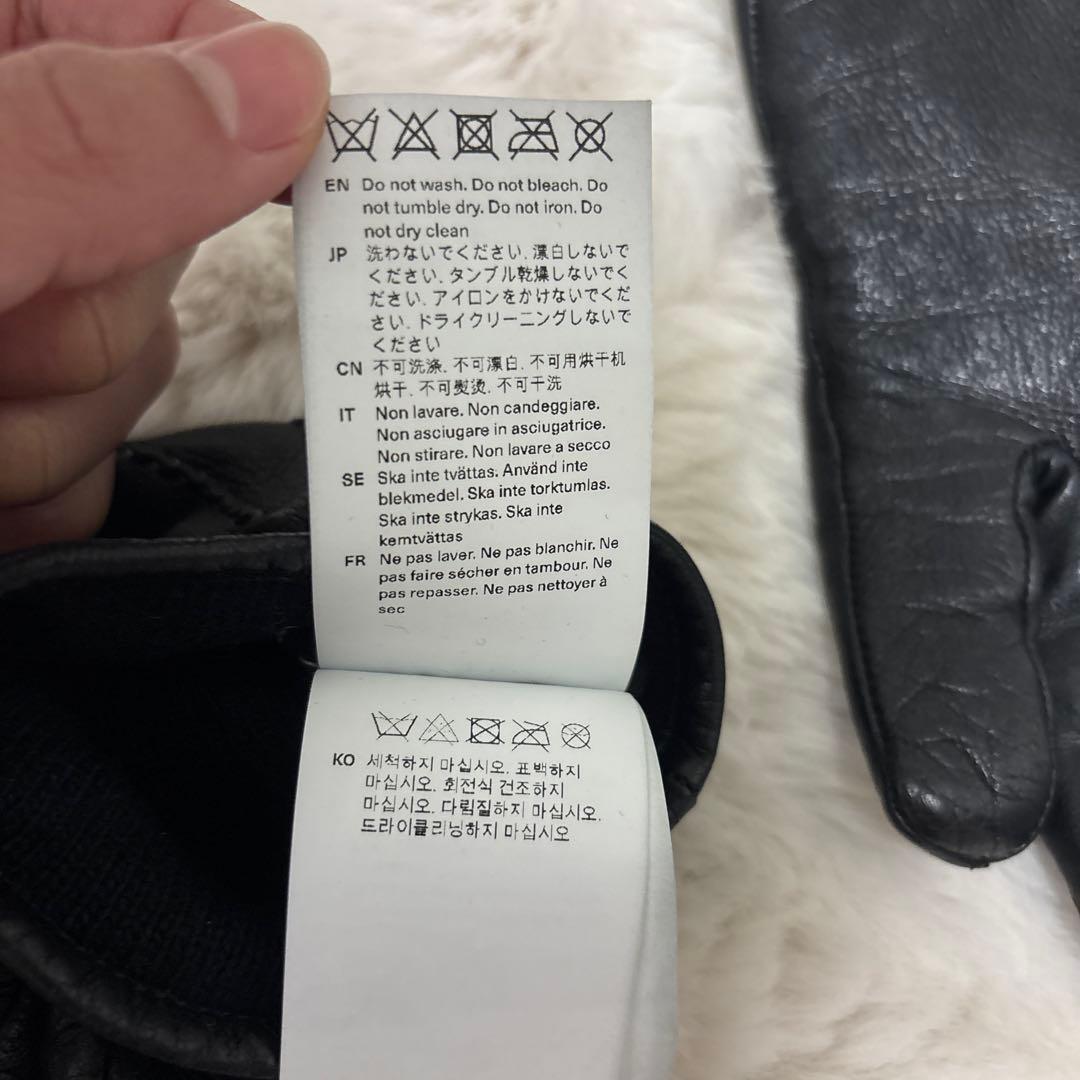 EN Do not wash. Do not bleach. Do
not tumble dry. Do not iron. Do
not dry clean
JP 洗わないでください. 漂白しないで
ください. タンブル乾燥しないでく
ださい. アイロンをかけないでくだ
さい. ドライクリーニングしないで
ください
CN 不可洗涤. 不可漂白. 不可用烘干机
烘干. 不可熨烫. 不可干洗
IT Non lavare. Non candeggiare.
Non asciugare in asciugatrice.
Non stirare. Non lavare a secco
SE Ska inte tvättas. Använd inte
blekmedel. Ska inte torktumlas.
Ska inte strykas. Ska inte
kemtvättas
FR Ne pas laver. Ne pas blanchir. Ne
pas faire sécher en tambour. Ne
pas repasser. Ne pas nettoyer à
sec
KO 세척하지 마십시오. 표백하지
마십시오. 회전식 건조하지
마십시오. 다림질하지 마십시오.
드라이클리닝하지 마십시오